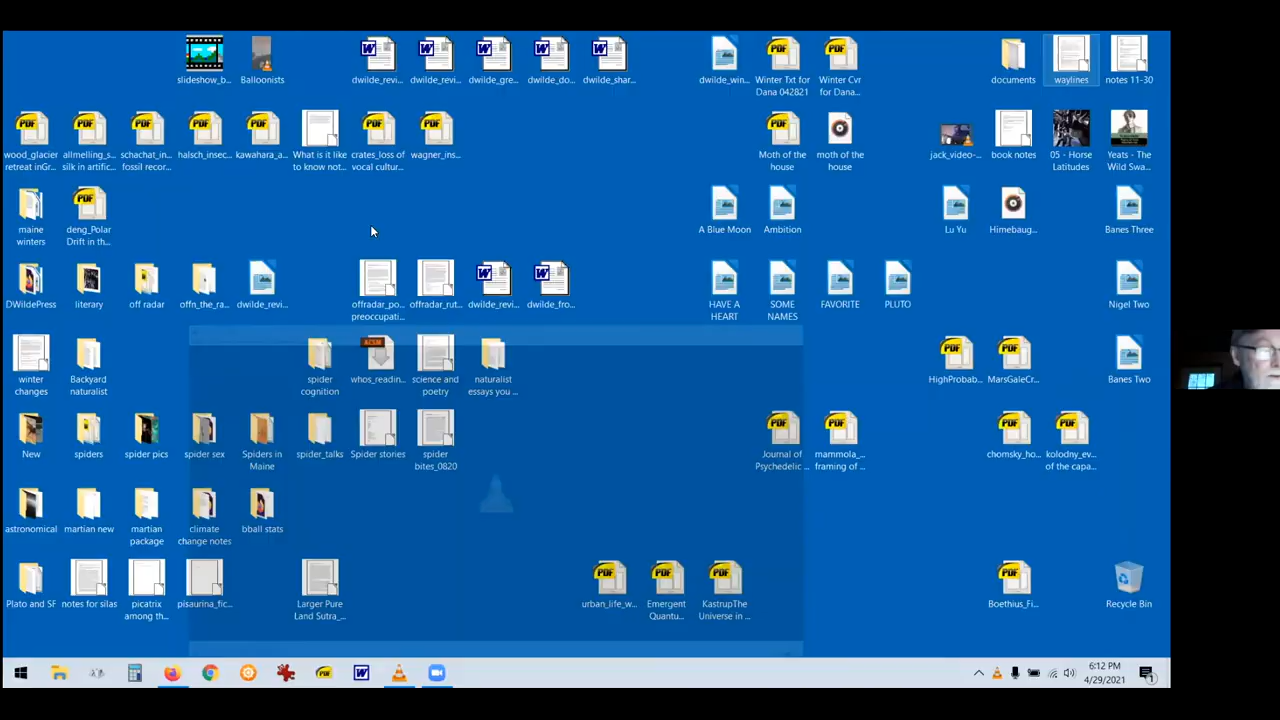 slideshow_b...
Balloonists
dwilde_revi...
dwilde_revi...
dwilde_gre...
dwilde_do...
dwilde_shar...
dwilde_win...
Winter Txt for
Dana 042821
Winter Cvr
for Dana...
documents
waylines
notes 11-30
wood_glacier
retreat inGr...
allmelling_s...
silk in artific...
schachat_in...
fossil recor...
halsch_insec...
kawahara_a...
What is it like
to know not...
crates_loss of
vocal cultur...
wagner_ins...
Moth of the
house
moth of the
house
jack_video-...
book notes
05 - Horse
Latitudes
Yeats - The
Wild Swa...
maine
winters
deng_Polar
Drift in th...
A Blue Moon
Ambition
Lu Yu
Himebaug...
Banes Three
DWildePress
literary
off radar
offn_the_ra...
dwilde_revi...
offradar_po...
preoccupati...
offradar_rut...
dwilde_revi...
dwilde_fro...
HAVE A
HEART
SOME
NAMES
FAVORITE
PLUTO
Nigel Two
winter
changes
Backyard
naturalist
spider
cognition
ACSM
whos_readin...
science and
poetry
naturalist
essays you ...
HighProbab...
MarsGaleCr...
Banes Two
New
spiders
spider pics
spider sex
Spiders in
Maine
spider_talks
Spider stories
spider
bites_0820
Journal of
Psychedelic ...
mammola_...
framing of ...
chomsky_ho...
kolodny_ev...
of the capa...
astronomical
martian new
martian
package
climate
change notes
bball stats
Plato and SF
notes for silas
picatrix
among th...
pisaurina_fic...
Larger Pure
Land Sutra_...
urban_life_w...
Emergent
Quantu...
KastrupThe
Universe in ...
Boethius_Fi...
Recycle Bin
6:12 PM
4/29/2021